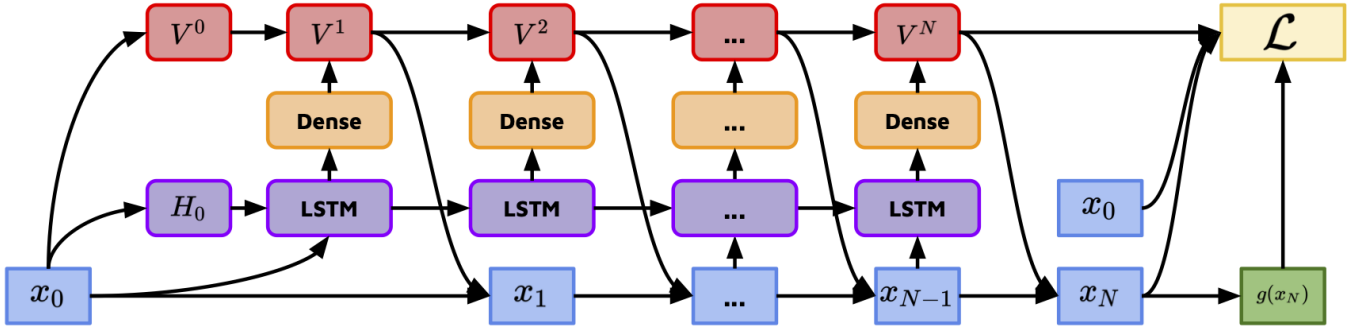 V^0 V^1 V^2 ... V^N ℒ
Dense Dense ... Dense
H_0 LSTM LSTM ... LSTM x_0
x_0 x_1 ... x_{N-1} x_N g(x_N)